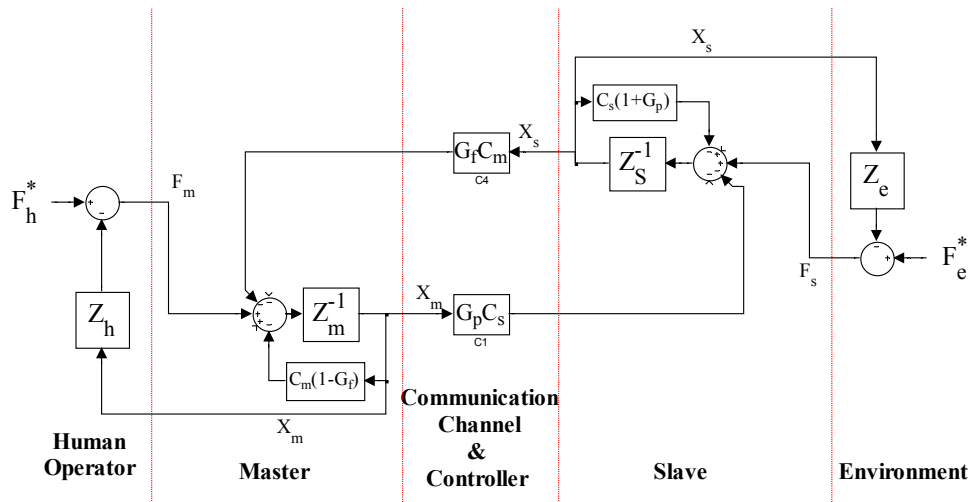 X_s
C_s(1+G_p)
X_s
G_fC_m
C4
Z_S^-1
Z_e
F_h^*
F_m
F_e^*
F_s
Z_h
Z_m^-1
X_m
G_pC_s
C1
C_m(1-G_f)
X_m
Human
Operator
Master
Communication
Channel
&
Controller
Slave
Environment